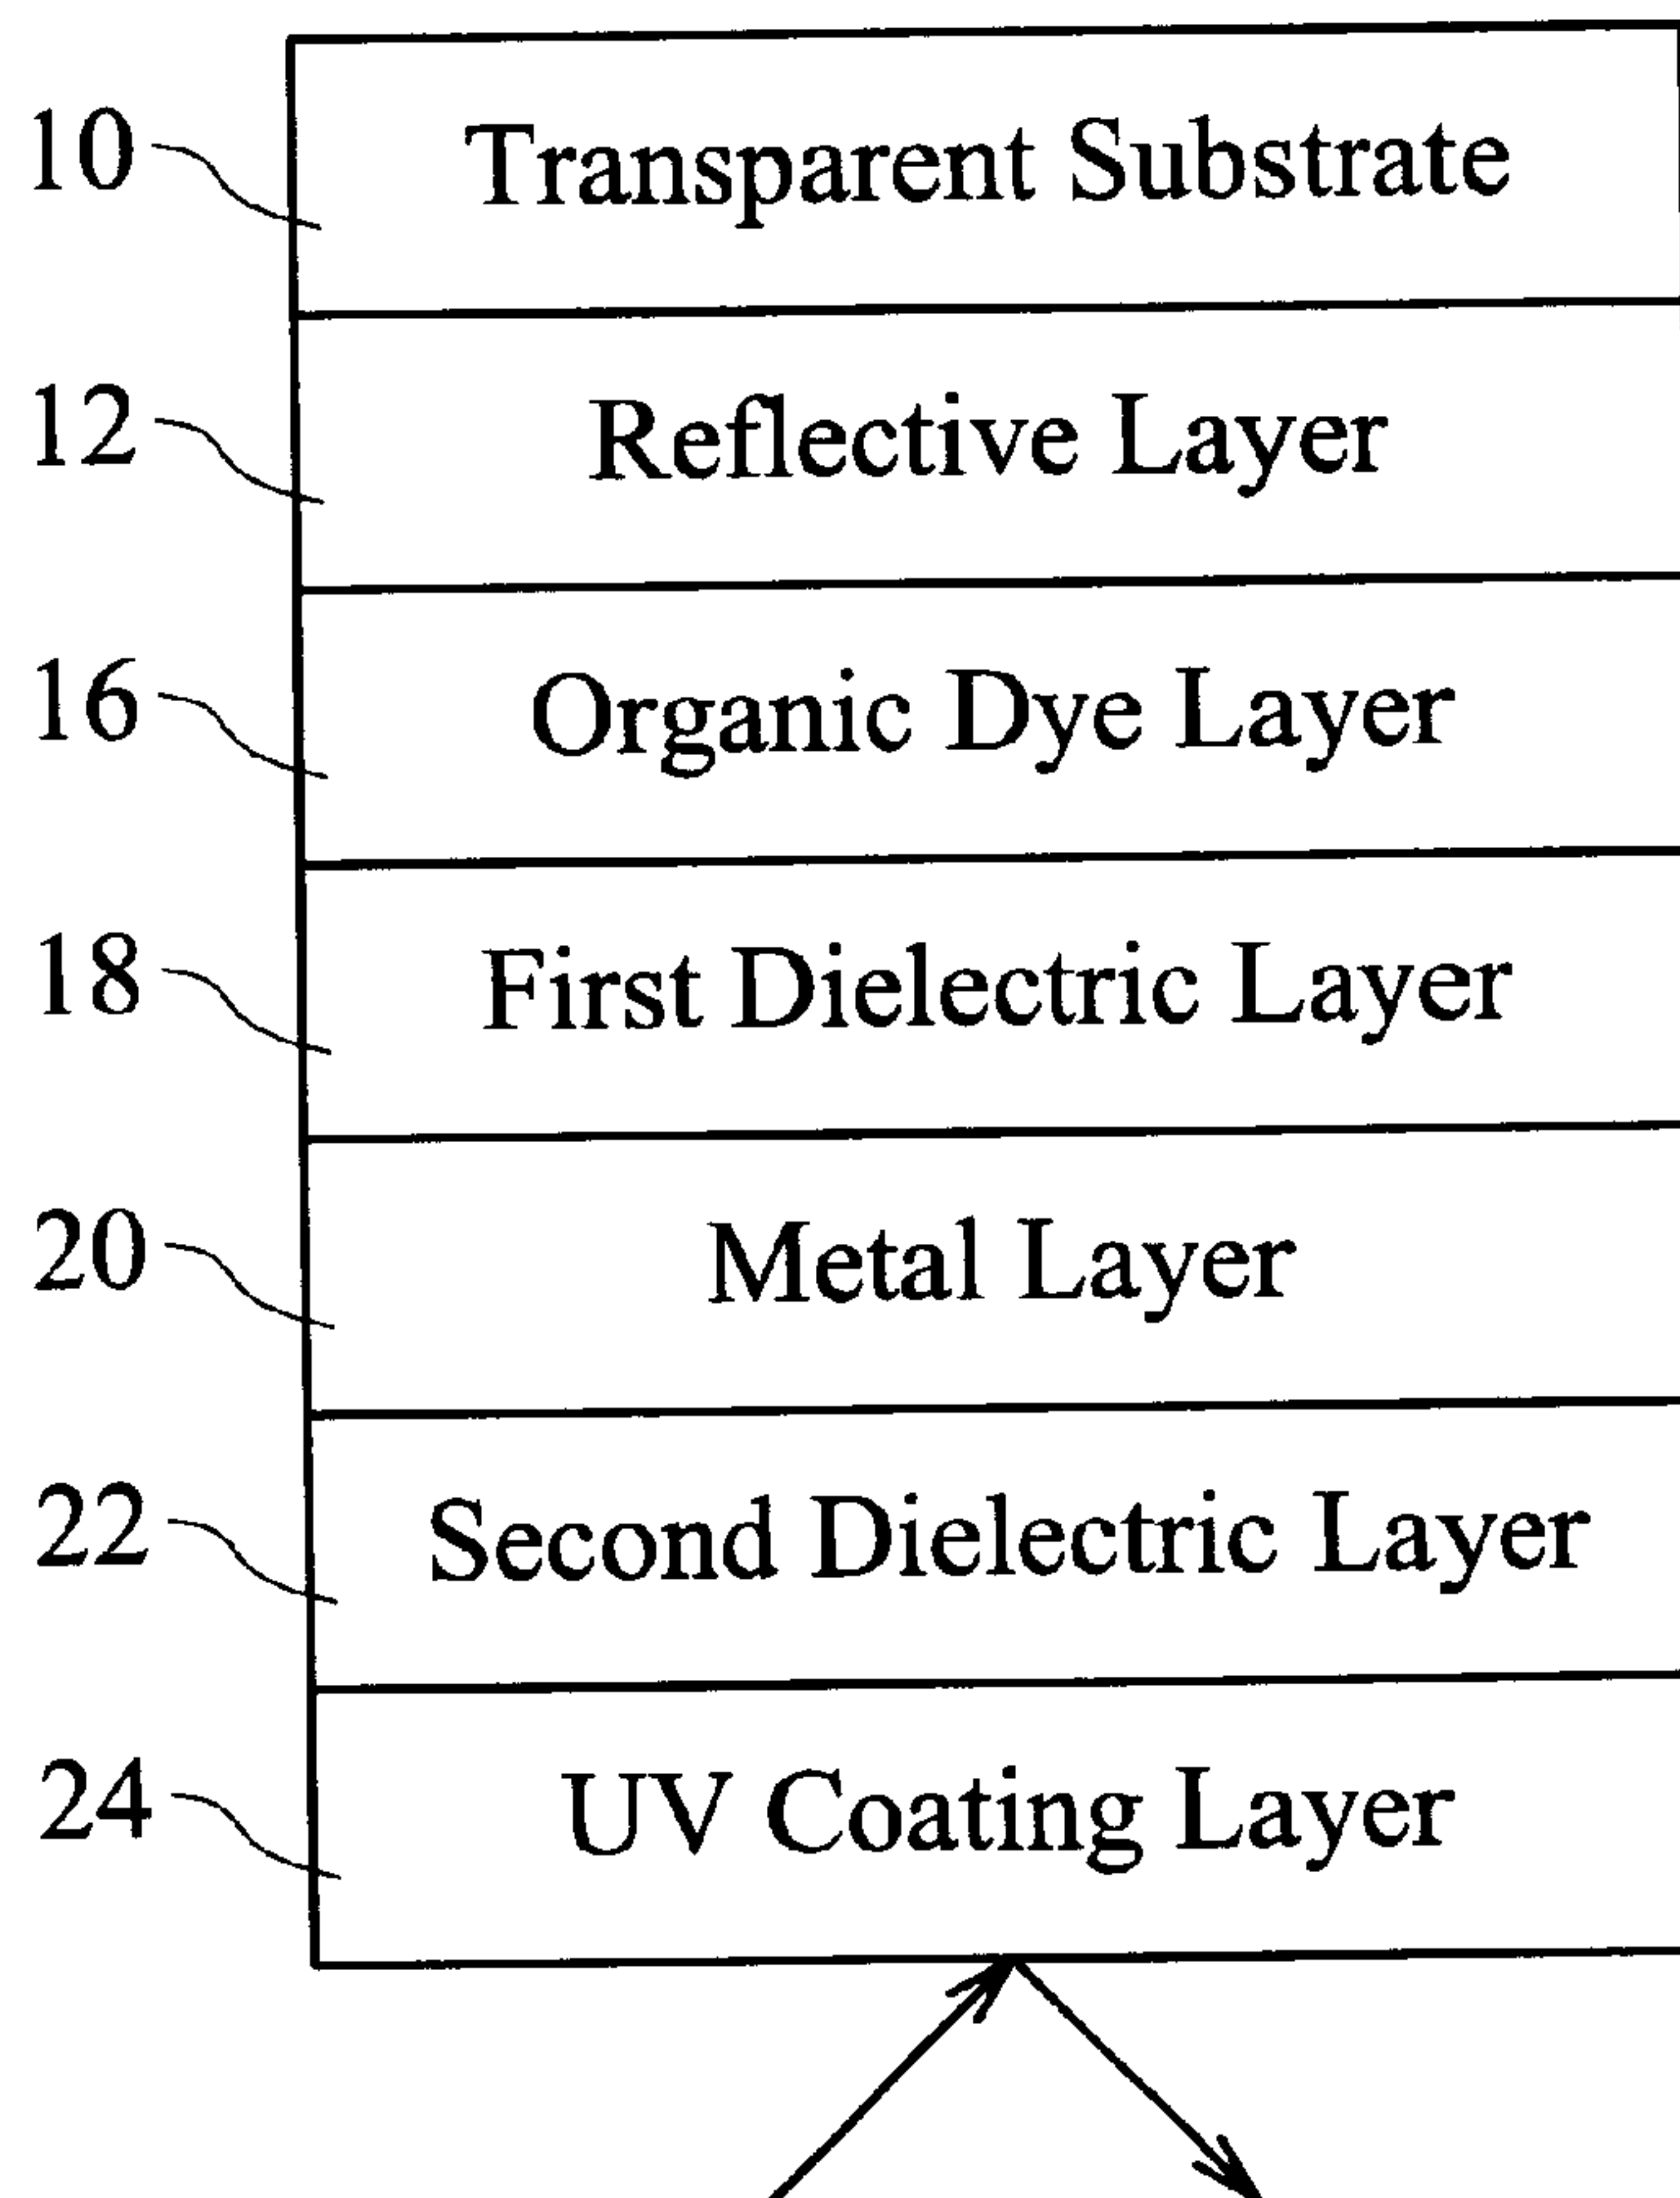 10 Transparent Substrate
12 Reflective Layer
16 Organic Dye Layer
18 First Dielectric Layer
20 Metal Layer
22 Second Dielectric Layer
24 UV Coating Layer